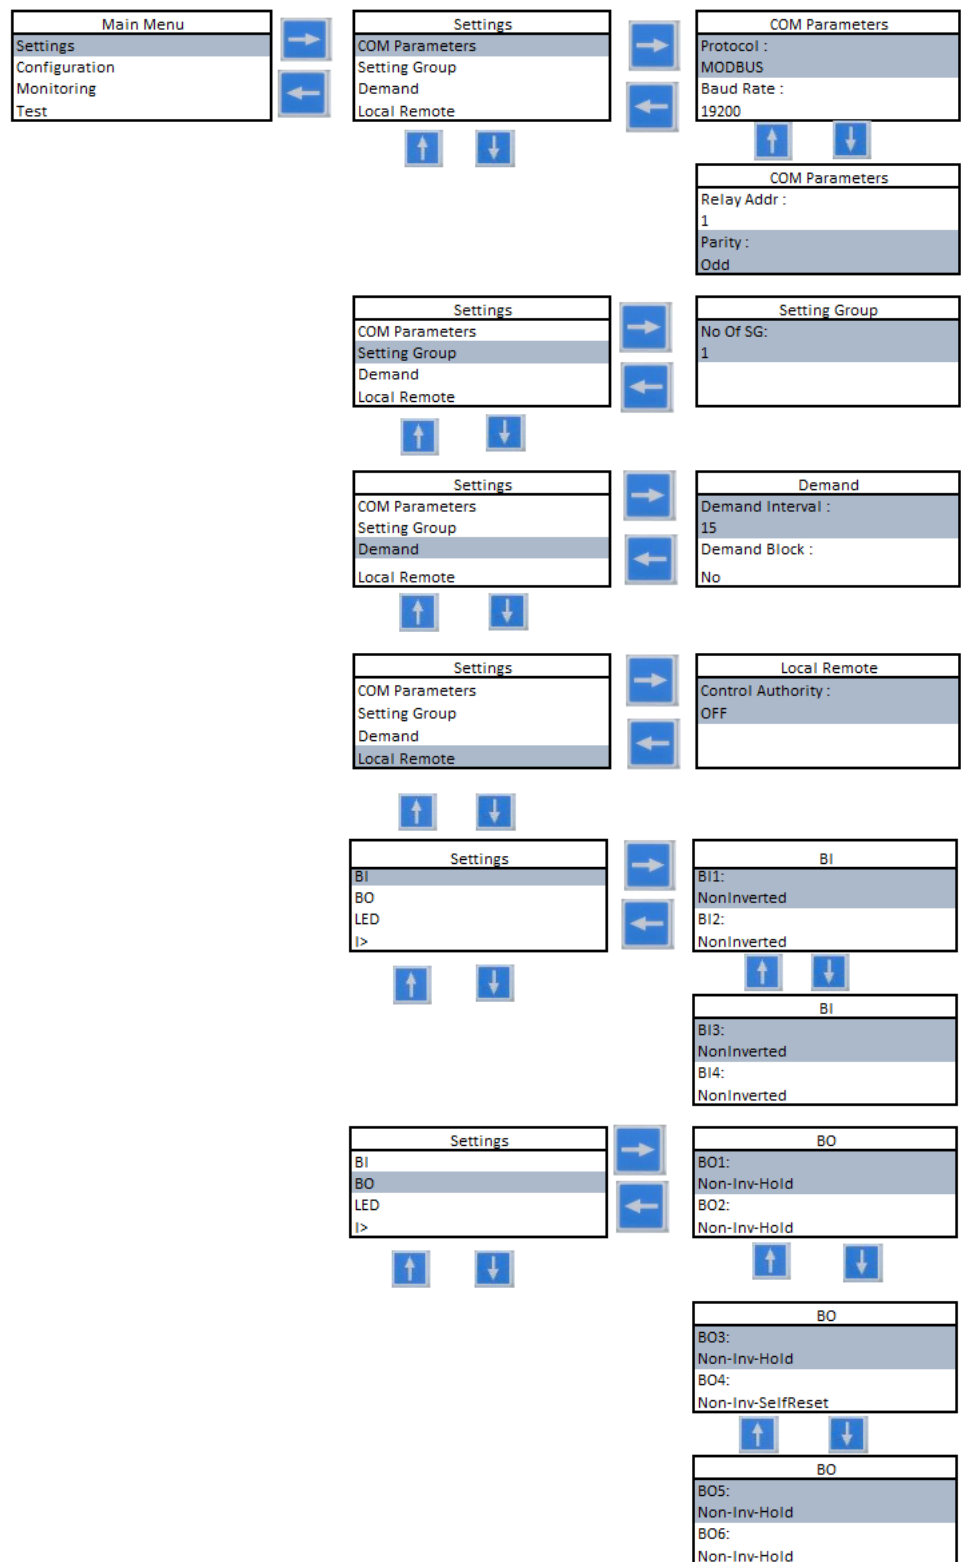 Main Menu
Settings
Configuration
Monitoring
Test
Settings
COM Parameters
Setting Group
Demand
Local Remote
COM Parameters
Protocol :
MODBUS
Baud Rate :
19200
COM Parameters
Relay Addr :
1
Parity :
Odd
Settings
COM Parameters
Setting Group
Demand
Local Remote
Setting Group
No Of SG:
1
Settings
COM Parameters
Setting Group
Demand
Local Remote
Demand
Demand Interval :
15
Demand Block :
No
Settings
COM Parameters
Setting Group
Demand
Local Remote
Local Remote
Control Authority :
OFF
Settings
BI
BO
LED
I>
BI
BI1:
NonInverted
BI2:
NonInverted
BI
BI3:
NonInverted
BI4:
NonInverted
Settings
BI
BO
LED
I>
BO
BO1:
Non-Inv-Hold
BO2:
Non-Inv-Hold
BO
BO3:
Non-Inv-Hold
BO4:
Non-Inv-SelfReset
BO
BO5:
Non-Inv-Hold
BO6:
Non-Inv-Hold